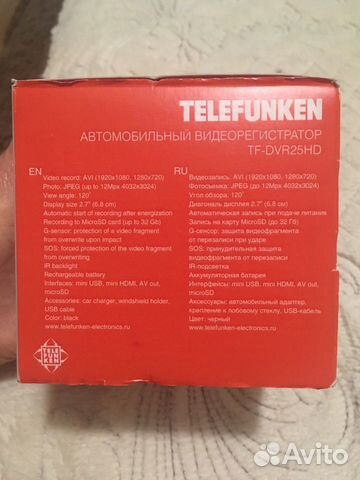 TELEFUNKEN
АВТОМОБИЛЬНЫЙ ВИДЕОРЕГИСТРАТОР
TF-DVR25HD
EN
Video record: AVI (1920x1080, 1280x720)
Photo: JPEG (up to 12Mpx 4032x3024)
View angle: 120°
Display size 2.7" (6.8 cm)
Automatic start of recording after energization
Recording to MicroSD card (up to 32 Gb)
G-sensor: protection of a video fragment
from overwrite upon impact
SOS: forced protection of the video fragment
from overwriting
IR backlight
Rechargeable battery
Interfaces: mini USB, mini HDMI, AV out,
microSD
Accessories: car charger, windshield holder,
USB cable
Color: black
www.telefunken-electronics.ru
RU
Видеозапись: AVI (1920x1080, 1280x720)
Фотосъемка: JPEG (до 12Mpx 4032x3024)
Угол обзора: 120°
Диагональ дисплея 2.7" (6.8 см)
Автоматическая запись при подаче питания
Запись на карту MicroSD (до 32 Гб)
G-сенсор: защита видеофрагмента
от перезаписи при ударе
SOS: принудительная защита
видеофрагмента от перезаписи
ИК-подсветка
Аккумуляторная батарея
Интерфейсы: mini USB, mini HDMI, AV out,
microSD
Аксессуары: автомобильный адаптер,
крепление к лобовому стеклу, USB-кабель
Цвет: черный
www.telefunken-electronics.ru
TELE
FUN
KEN
Avito